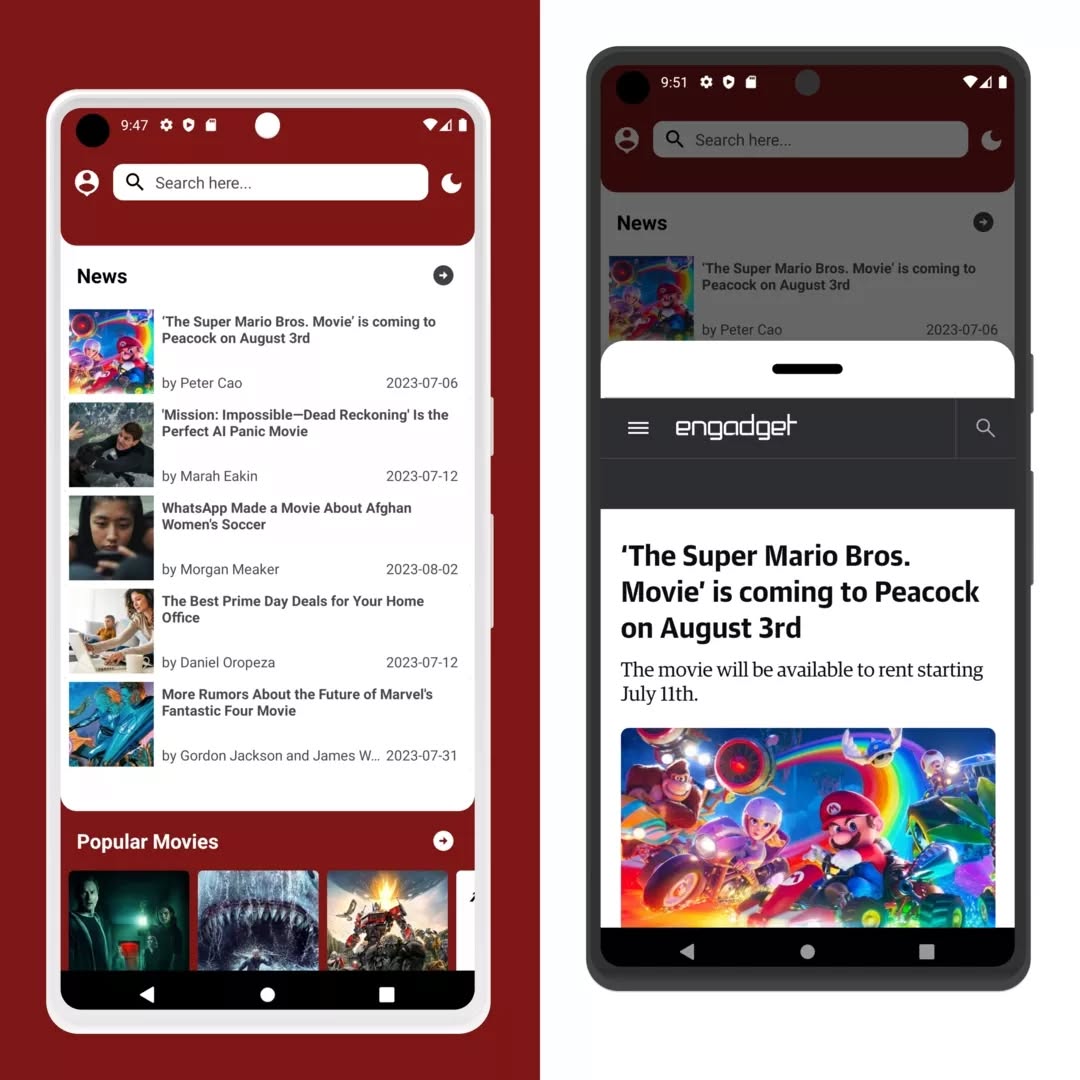 9:47
Search here...
News
‘The Super Mario Bros. Movie’ is coming to
Peacock on August 3rd
by Peter Cao 2023-07-06
'Mission: Impossible—Dead Reckoning' Is the
Perfect AI Panic Movie
by Marah Eakin 2023-07-12
WhatsApp Made a Movie About Afghan
Women's Soccer
by Morgan Meaker 2023-08-02
The Best Prime Day Deals for Your Home
Office
by Daniel Oropeza 2023-07-12
More Rumors About the Future of Marvel's
Fantastic Four Movie
by Gordon Jackson and James W... 2023-07-31
Popular Movies
9:51
Search here...
News
‘The Super Mario Bros. Movie’ is coming to
Peacock on August 3rd
by Peter Cao 2023-07-06
engadget
‘The Super Mario Bros.
Movie’ is coming to Peacock
on August 3rd
The movie will be available to rent starting
July 11th.